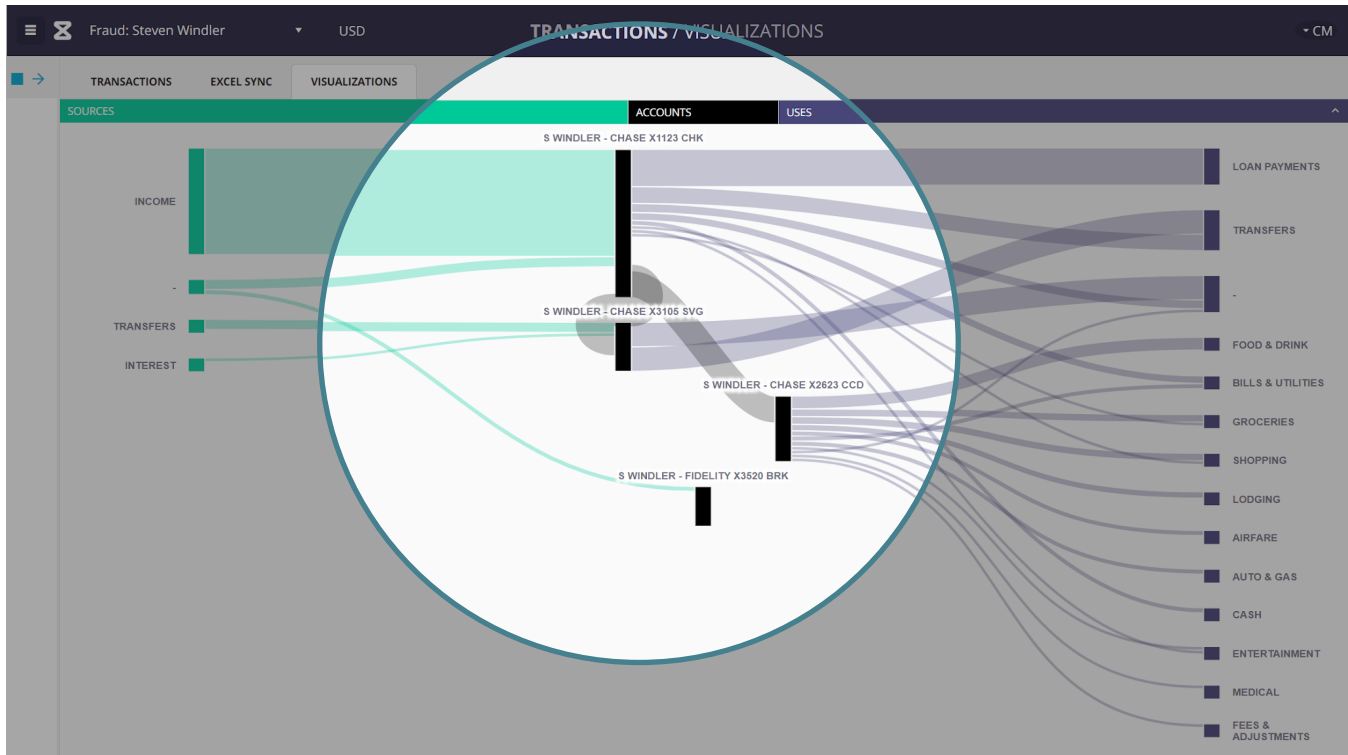 Fraud: Steven Windler
USD
TRANSACTIONS / VISUALIZATIONS
CM
TRANSACTIONS
EXCEL SYNC
VISUALIZATIONS
SOURCES
ACCOUNTS
USES
S WINDLER - CHASE X1123 CHK
S WINDLER - CHASE X3105 SVG
S WINDLER - CHASE X2623 CCD
S WINDLER - FIDELITY X3520 BRK
INCOME
-
TRANSFERS
INTEREST
LOAN PAYMENTS
TRANSFERS
-
FOOD & DRINK
BILLS & UTILITIES
GROCERIES
SHOPPING
LODGING
AIRFARE
AUTO & GAS
CASH
ENTERTAINMENT
MEDICAL
FEES &
ADJUSTMENTS